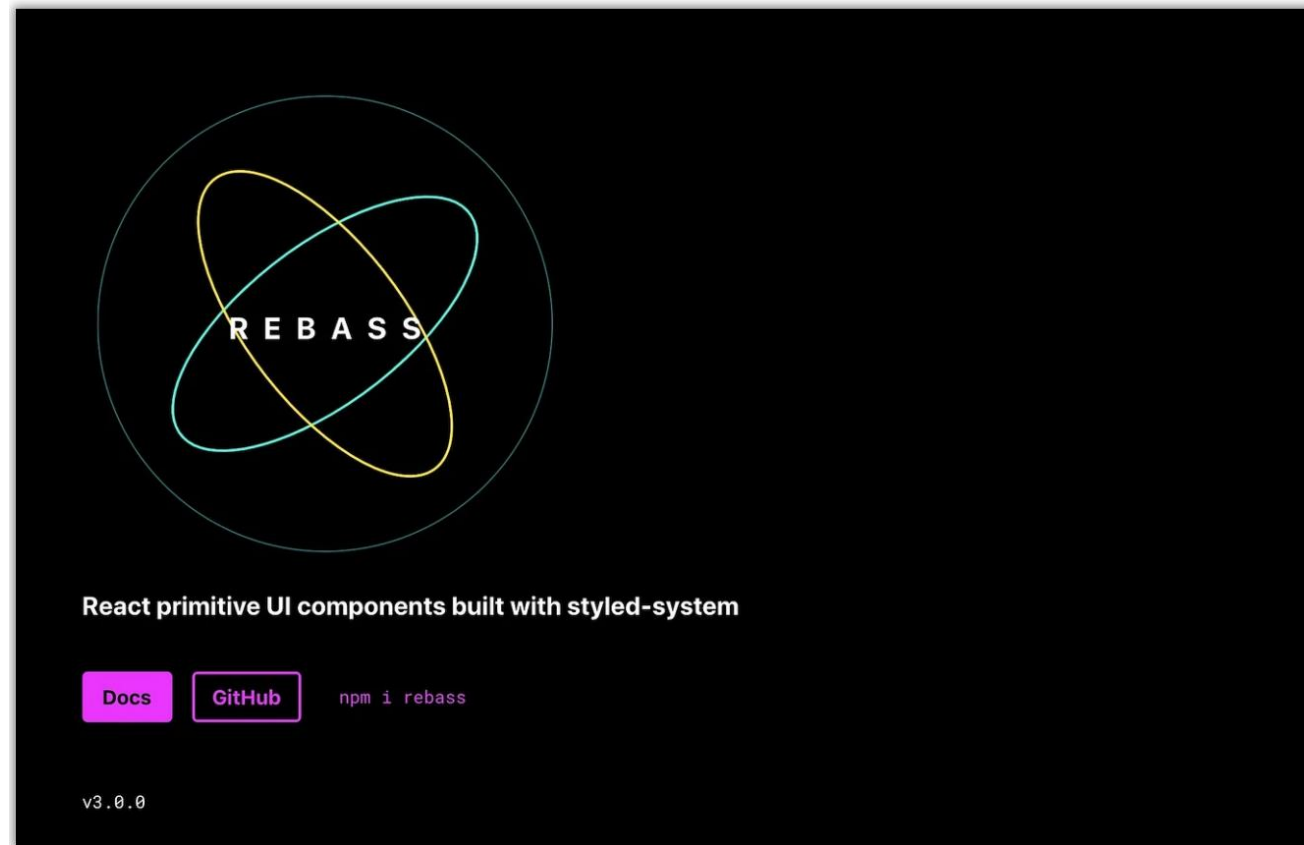 REBASS
React primitive UI components built with styled-system
Docs GitHub npm i rebass
v3.0.0